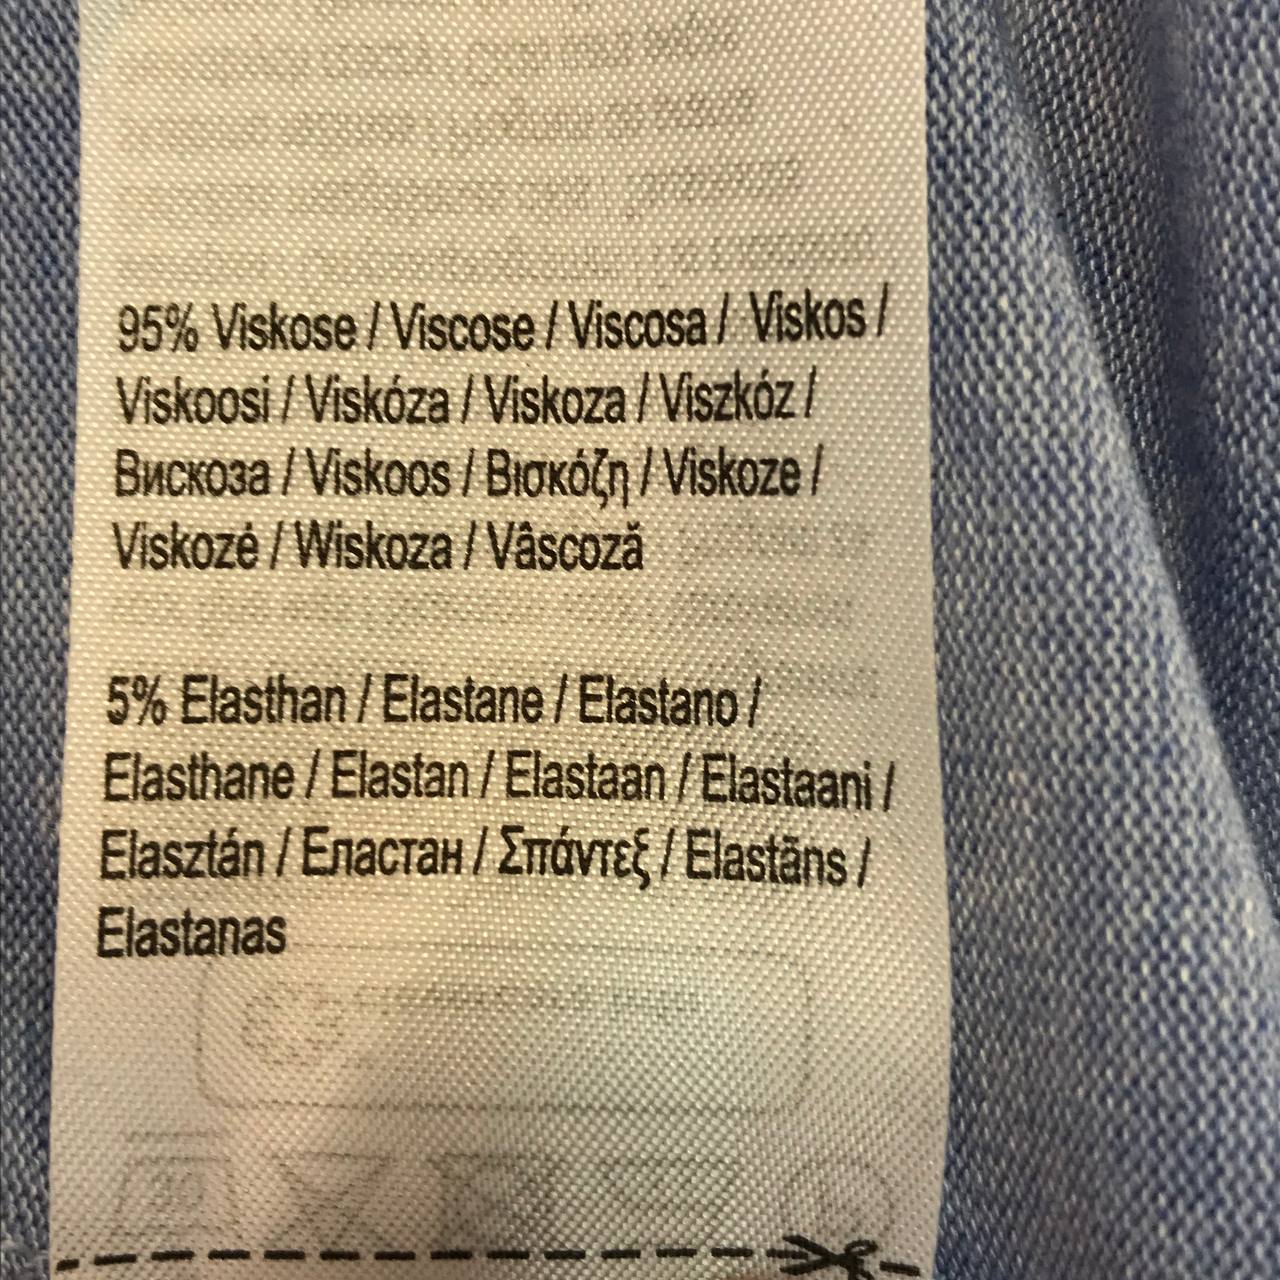 95% Viskose / Viscose / Viscosa / Viskos /
Viskoosi / Viskóza / Viskoza / Viszkóz /
Вискоза / Viskoos / Βισκόζη / Viskoze /
Viskozė / Wiskoza / Vâscoză
5% Elasthan / Elastane / Elastano /
Elasthane / Elastan / Elastaan / Elastaani /
Elasztán / Еластан / Σπάντεξ / Elastāns /
Elastanas